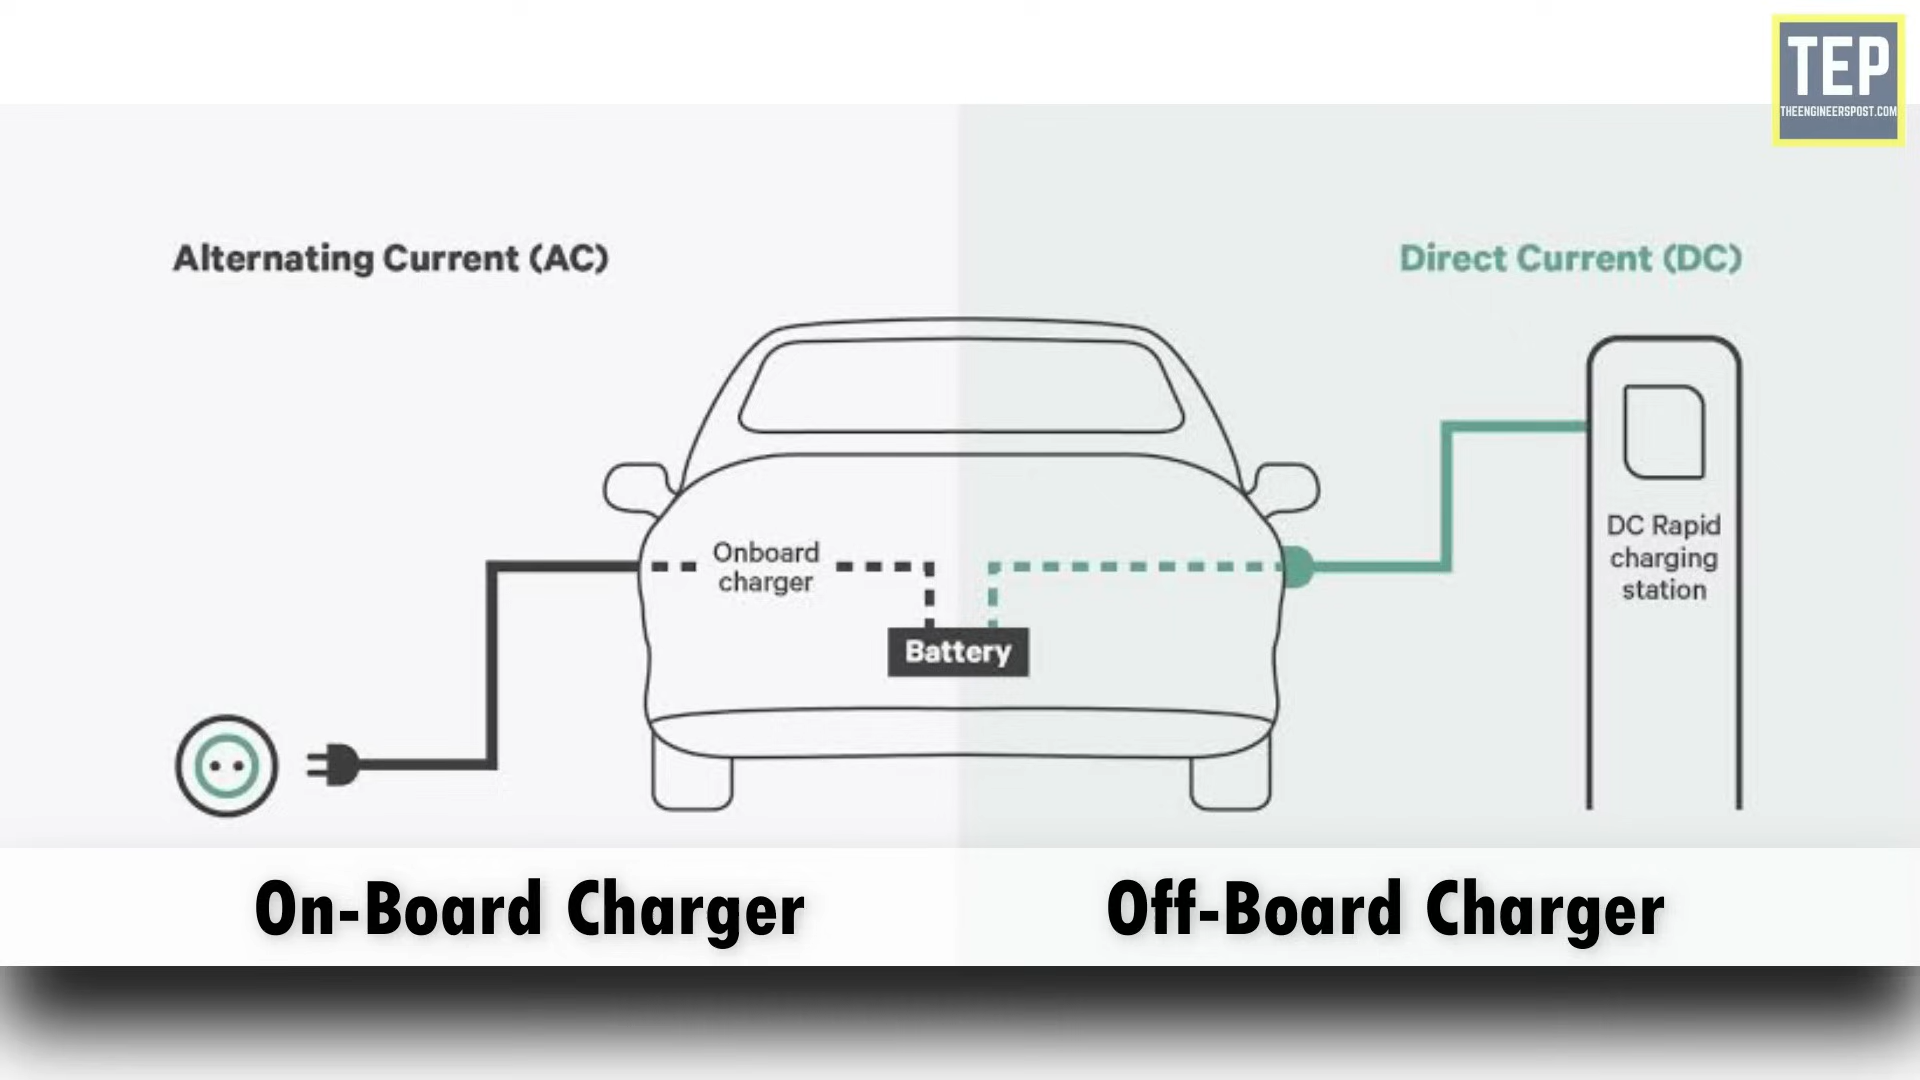 TEP
THEENGINEERSPOST.COM
Alternating Current (AC)
Direct Current (DC)
Onboard
charger
Battery
DC Rapid
charging
station
On-Board Charger
Off-Board Charger